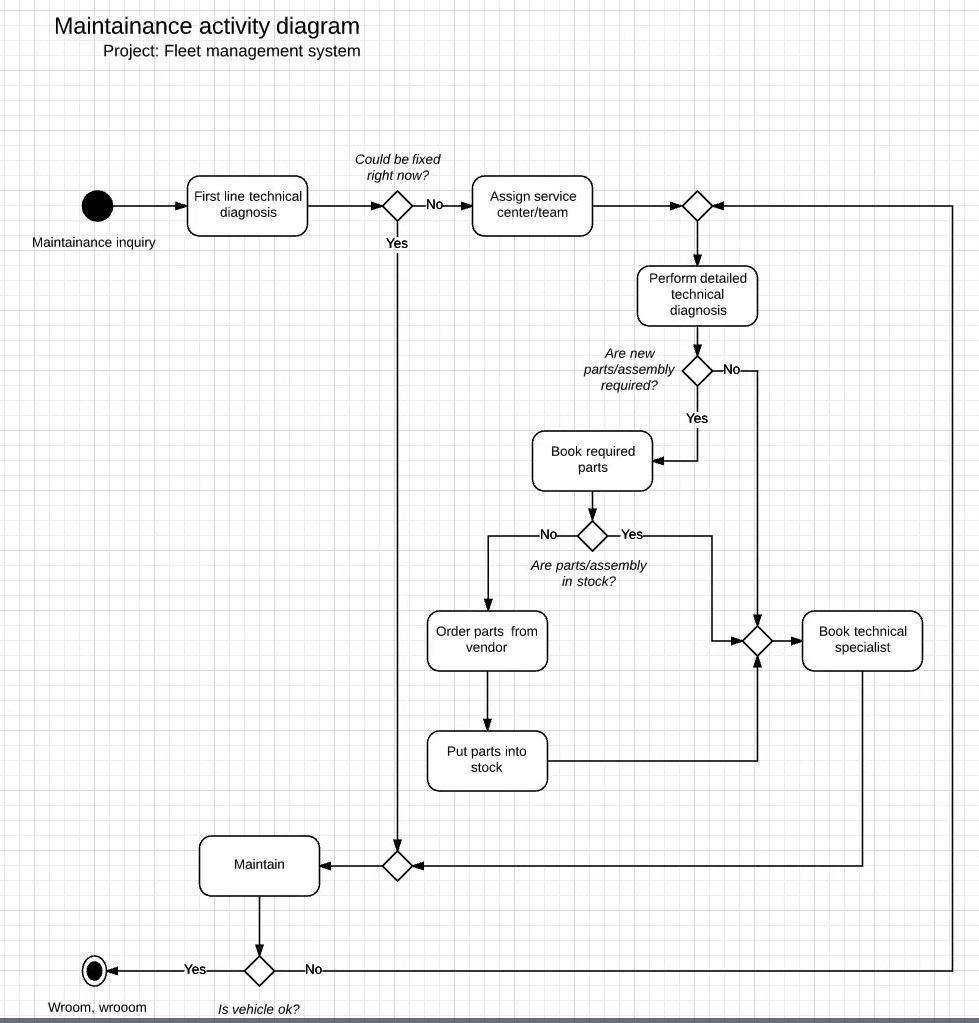 Maintainance activity diagram
Project: Fleet management system
Could be fixed
right now?
First line technical
diagnosis
No
Assign service
center/team
Maintainance inquiry
Yes
Perform detailed
technical
diagnosis
Are new
parts/assembly
required?
No
Yes
Book required
parts
No
Yes
Are parts/assembly
in stock?
Order parts  from
vendor
Book technical
specialist
Put parts into
stock
Maintain
Yes
No
Wroom, wrooom
Is vehicle ok?